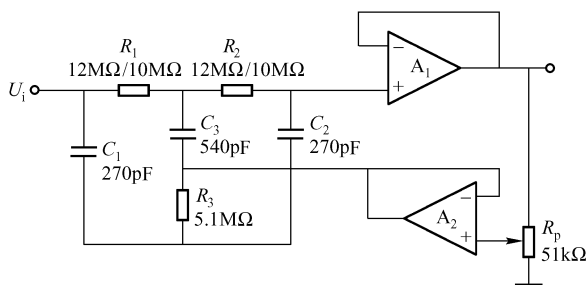 R₁
12MΩ/10MΩ
R₂
12MΩ/10MΩ
Uᵢ
−
+
A₁
C₁
270pF
C₃
540pF
C₂
270pF
R₃
5.1MΩ
−
+
A₂
Rₚ
51kΩ